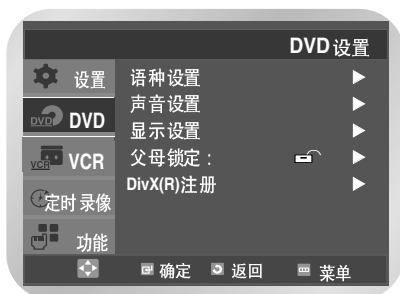 DVD设置
设置
语种设置
声音设置
DVD DVD
显示设置
VCR VCR
父母锁定：
DivX(R)注册
定时录像
功能
确定 返回 菜单